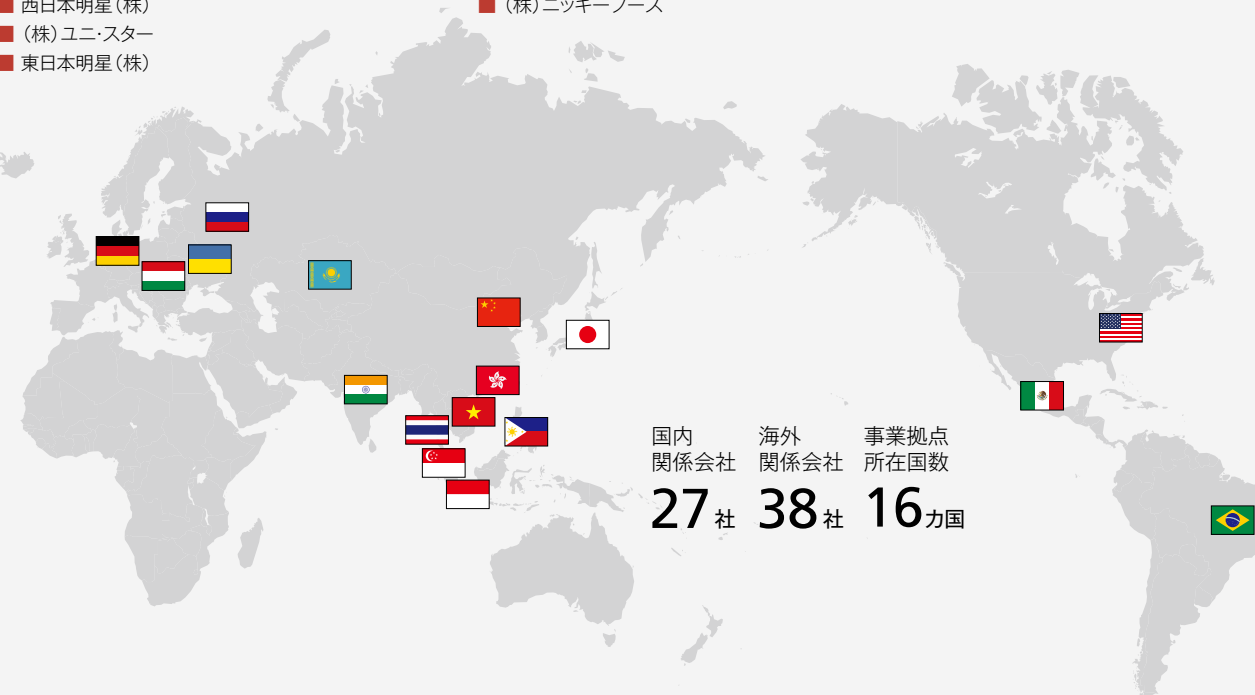 西日本明星(株)
(株)ユニ・スター
東日本明星(株)
(株)ニッキーフーズ
国内
関係会社
27社
海外
関係会社
38社
事業拠点
所在国数
16カ国